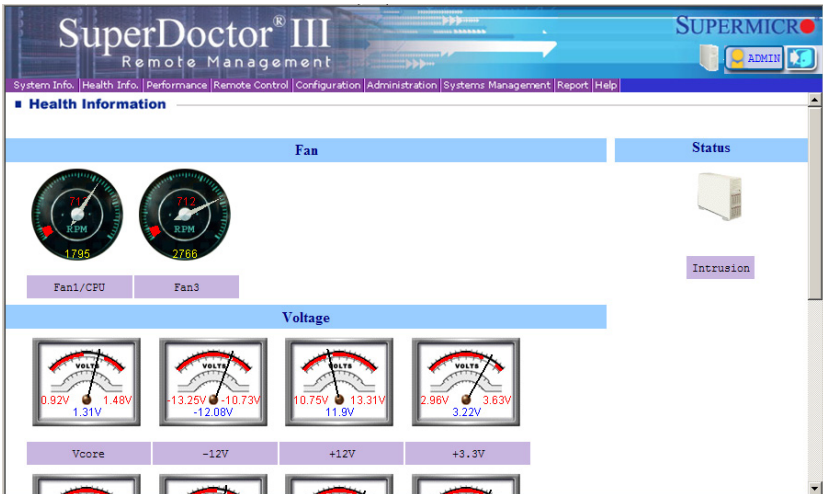 SuperDoctor® III
Remote Management
SUPERMICRO
ADMIN
System Info. Health Info. Performance Remote Control Configuration Administration Systems Management Report Help
Health Information
Fan
Status
712
RPM
1795
712
RPM
2766
Fan1/CPU
Fan3
Intrusion
Voltage
VOLTS
0.92V 1.48V
1.31V
VOLTS
-13.25V -10.73V
-12.08V
VOLTS
10.75V 13.31V
11.9V
VOLTS
2.96V 3.63V
3.22V
Vcore
-12V
+12V
+3.3V